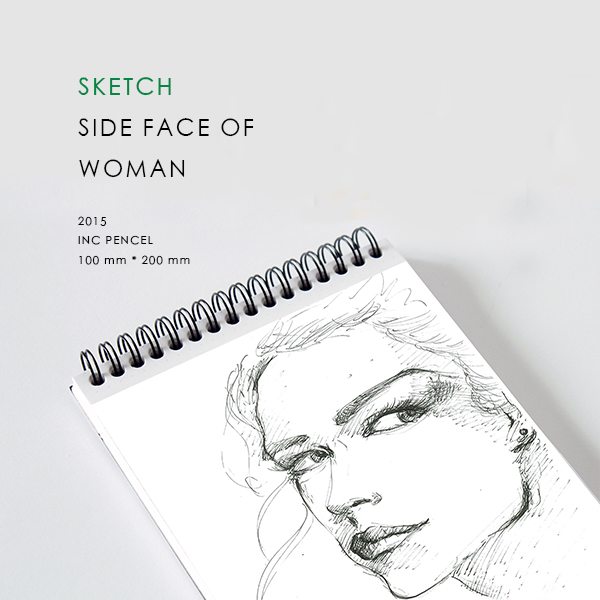 SKETCH
SIDE FACE OF
WOMAN
2015
INC PENCEL
100 mm * 200 mm